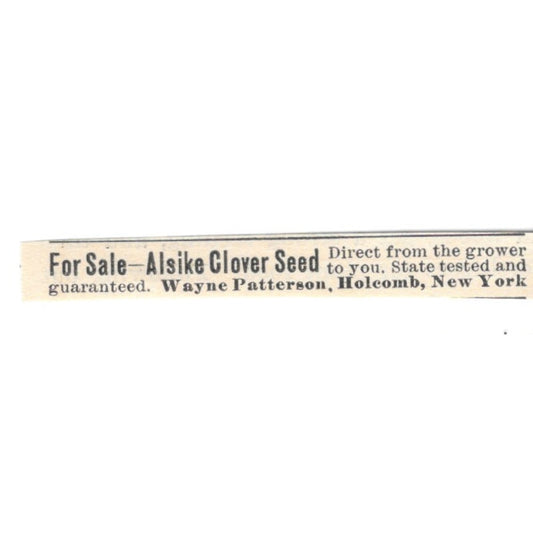 For Sale—Alsike Clover Seed Direct from the grower
to you. State tested and
guaranteed. Wayne Patterson, Holcomb, New York